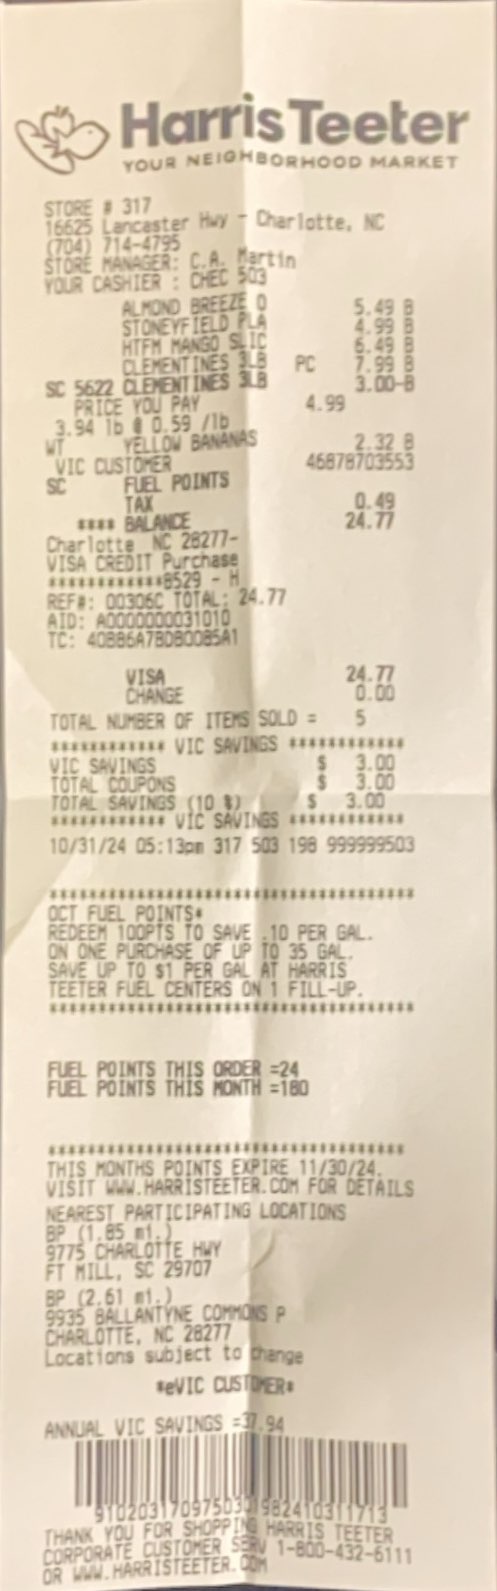 Harris Teeter
YOUR NEIGHBORHOOD MARKET
STORE # 317
16625 Lancaster Hwy - Charlotte, NC
(704) 714-4795
STORE MANAGER: C.A. Martin
YOUR CASHIER : CHEC 503
ALMOND BREEZE O 5.49 B
STONEYFIELD PLA 4.99 B
HTFM MANGO SLIC 6.49 B
CLEMENTINES 3LB PC 7.99 B
SC 5622 CLEMENTINES 3LB 3.00-B
PRICE YOU PAY 4.99
3.94 lb @ 0.59 /lb
WT YELLOW BANANAS 2.32 B
VIC CUSTOMER 46878703553
SC FUEL POINTS
TAX 0.49
**** BALANCE 24.77
Charlotte NC 28277-
VISA CREDIT Purchase
************8529 - H
REF#: 00306C TOTAL: 24.77
AID: A0000000031010
TC: 40BB6A7BDB0085A1
VISA 24.77
CHANGE 0.00
TOTAL NUMBER OF ITEMS SOLD = 5
************ VIC SAVINGS ************
VIC SAVINGS $ 3.00
TOTAL COUPONS $ 3.00
TOTAL SAVINGS (10 %) $ 3.00
************ VIC SAVINGS ************
10/31/24 05:13pm 317 503 198 999999503
**************************************
OCT FUEL POINTS*
REDEEM 100PTS TO SAVE .10 PER GAL.
ON ONE PURCHASE OF UP TO 35 GAL.
SAVE UP TO $1 PER GAL AT HARRIS
TEETER FUEL CENTERS ON 1 FILL-UP.
**************************************
FUEL POINTS THIS ORDER =24
FUEL POINTS THIS MONTH =180
**************************************
THIS MONTHS POINTS EXPIRE 11/30/24.
VISIT WWW.HARRISTEETER.COM FOR DETAILS
NEAREST PARTICIPATING LOCATIONS
BP (1.85 mi.)
9775 CHARLOTTE HWY
FT MILL, SC 29707
BP (2.61 mi.)
9935 BALLANTYNE COMMONS P
CHARLOTTE, NC 28277
Locations subject to change
*eVIC CUSTOMER*
ANNUAL VIC SAVINGS =37.94
THANK YOU FOR SHOPPING HARRIS TEETER
CORPORATE CUSTOMER SERV 1-800-432-6111
OR WWW.HARRISTEETER.COM